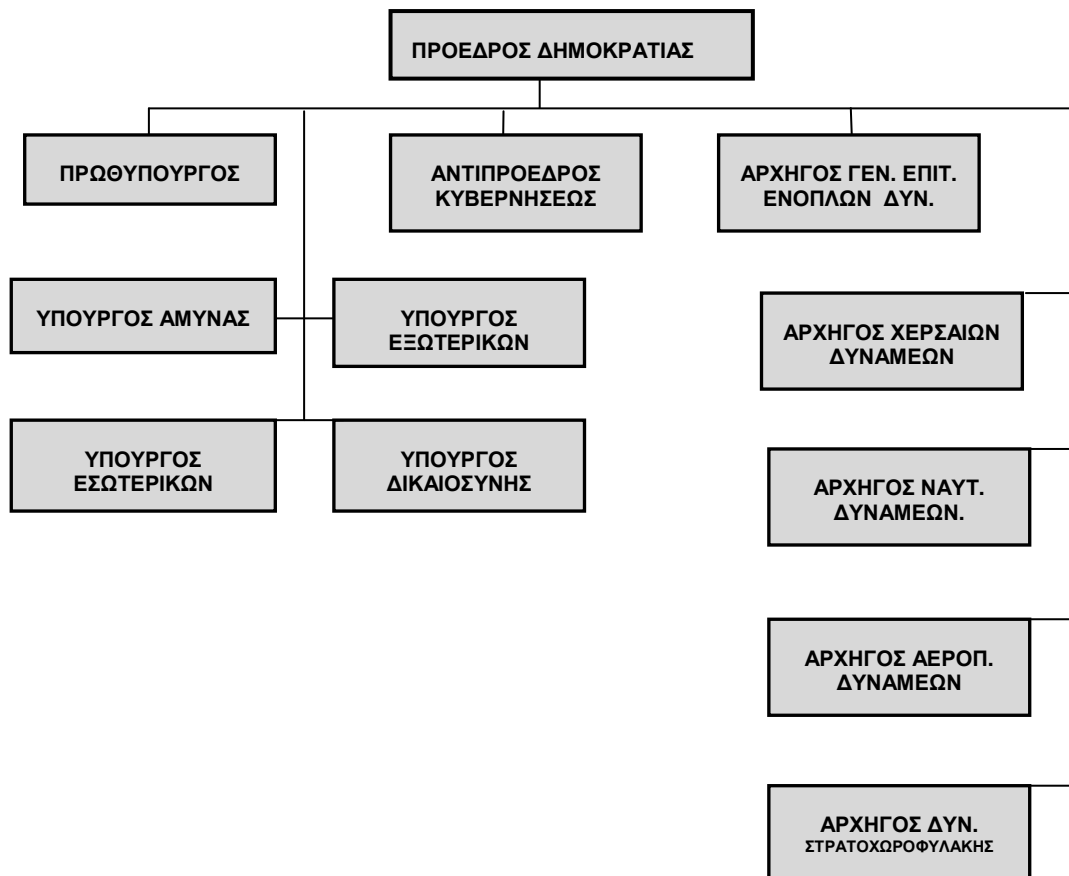 ΠΡΟΕΔΡΟΣ ΔΗΜΟΚΡΑΤΙΑΣ
ΠΡΩΘΥΠΟΥΡΓΟΣ
ΑΝΤΙΠΡΟΕΔΡΟΣ
ΚΥΒΕΡΝΗΣΕΩΣ
ΑΡΧΗΓΟΣ ΓΕΝ. ΕΠΙΤ.
ΕΝΟΠΛΩΝ ΔΥΝ.
ΥΠΟΥΡΓΟΣ ΑΜΥΝΑΣ
ΥΠΟΥΡΓΟΣ
ΕΞΩΤΕΡΙΚΩΝ
ΑΡΧΗΓΟΣ ΧΕΡΣΑΙΩΝ
ΔΥΝΑΜΕΩΝ
ΥΠΟΥΡΓΟΣ
ΕΣΩΤΕΡΙΚΩΝ
ΥΠΟΥΡΓΟΣ
ΔΙΚΑΙΟΣΥΝΗΣ
ΑΡΧΗΓΟΣ ΝΑΥΤ.
ΔΥΝΑΜΕΩΝ.
ΑΡΧΗΓΟΣ ΑΕΡΟΠ.
ΔΥΝΑΜΕΩΝ
ΑΡΧΗΓΟΣ ΔΥΝ.
ΣΤΡΑΤΟΧΩΡΟΦΥΛΑΚΗΣ